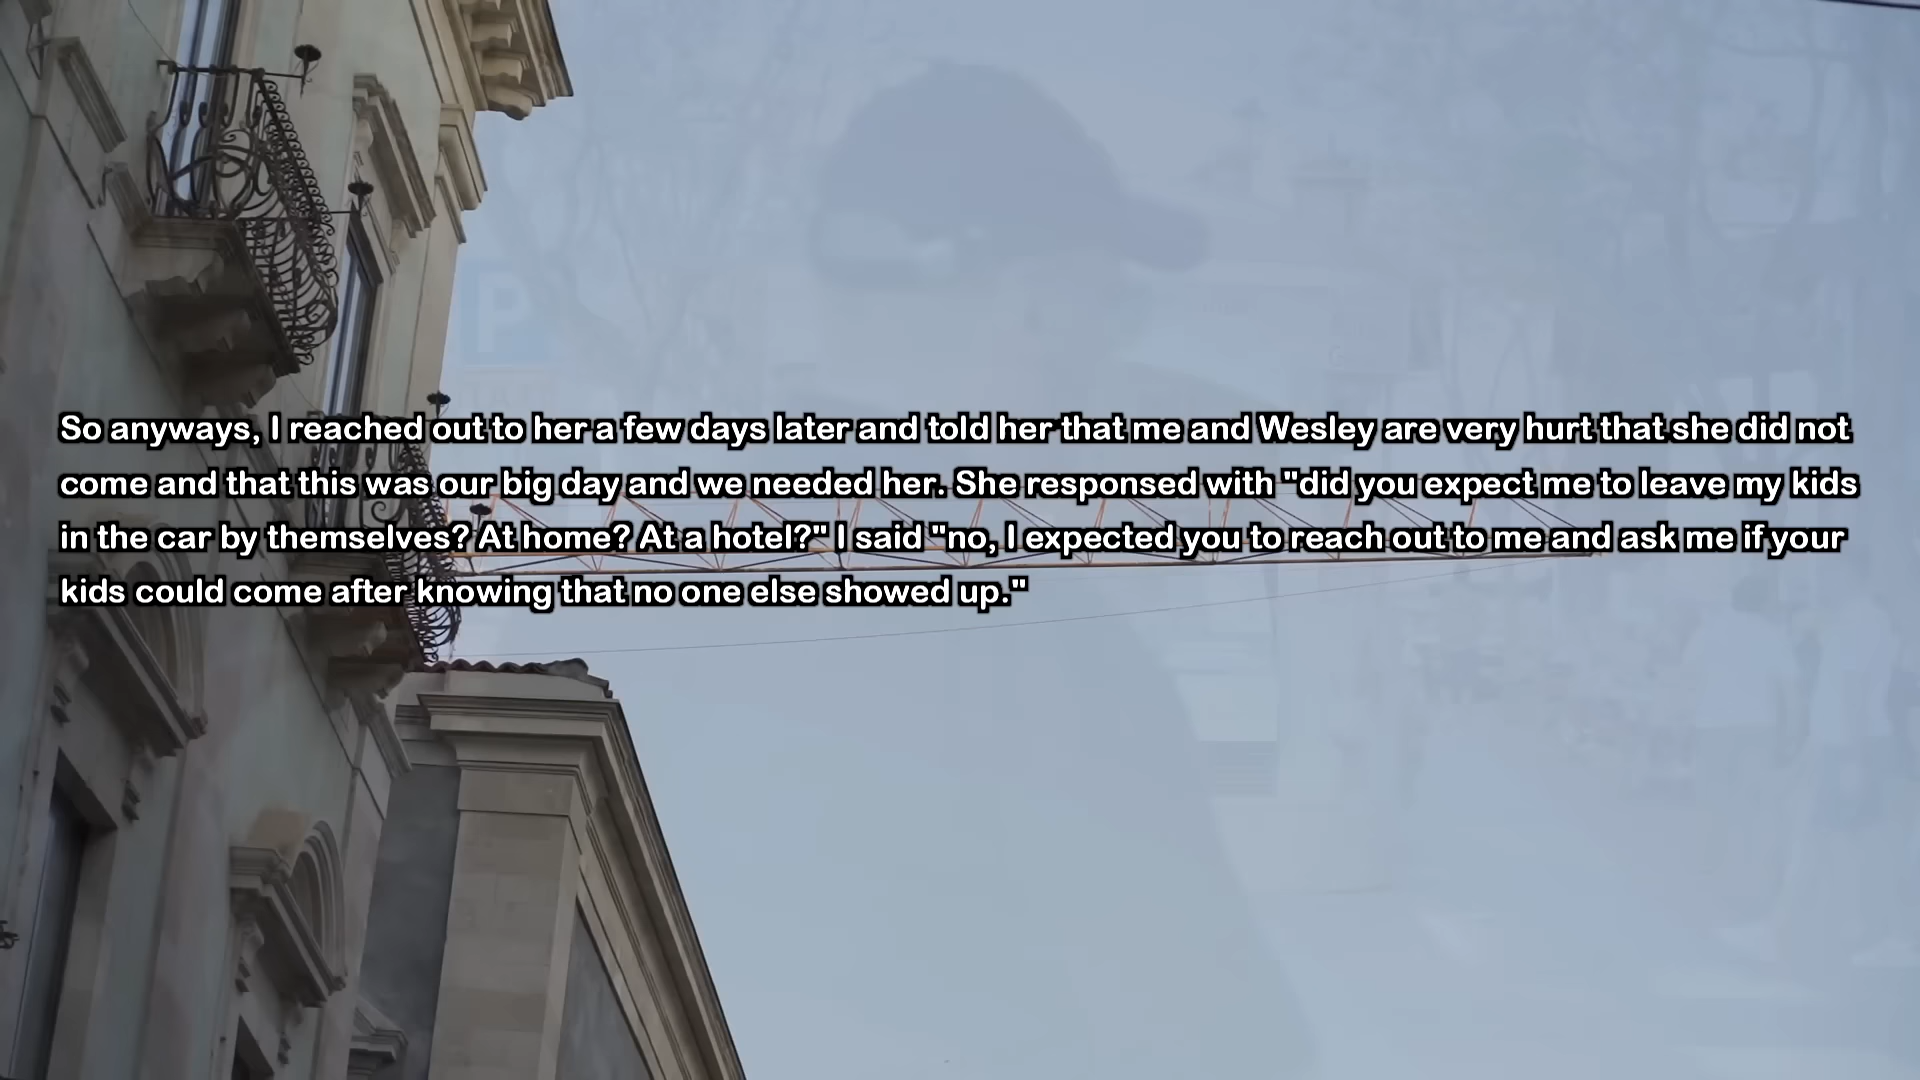 So anyways, I reached out to her a few days later and told her that me and Wesley are very hurt that she did not
come and that this was our big day and we needed her. She responsed with "did you expect me to leave my kids
in the car by themselves? At home? At a hotel?" I said "no, I expected you to reach out to me and ask me if your
kids could come after knowing that no one else showed up."
P